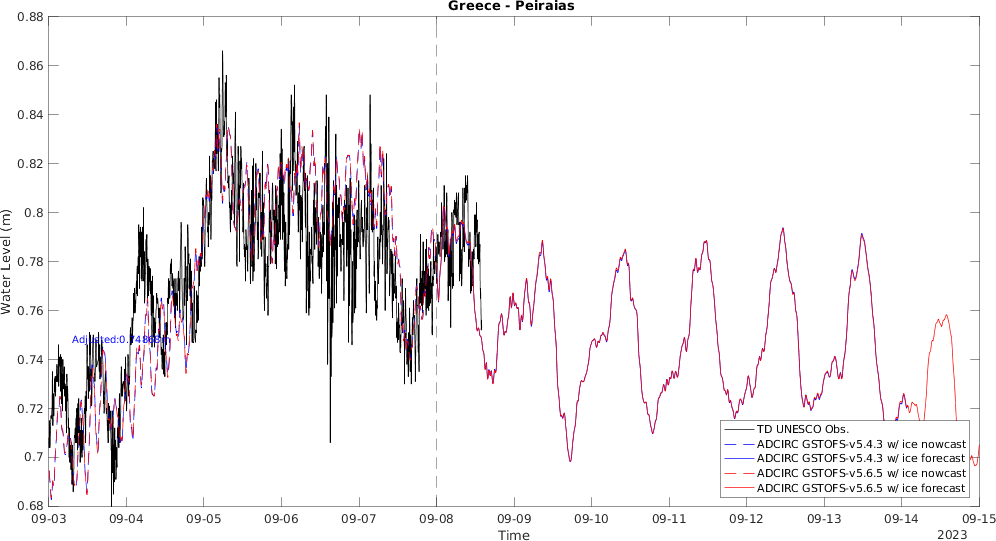 Greece - Peiraias
0.88
0.86
0.84
0.82
0.8
0.78
0.76
0.74
0.72
0.7
0.68
Water Level (m)
TD UNESCO Obs.
ADCIRC GSTOFS-v5.4.3 w/ ice nowcast
ADCIRC GSTOFS-v5.4.3 w/ ice forecast
ADCIRC GSTOFS-v5.6.5 w/ ice nowcast
ADCIRC GSTOFS-v5.6.5 w/ ice forecast
09-03 09-04 09-05 09-06 09-07 09-08 09-09 09-10 09-11 09-12 09-13 09-14 09-15
Time
2023